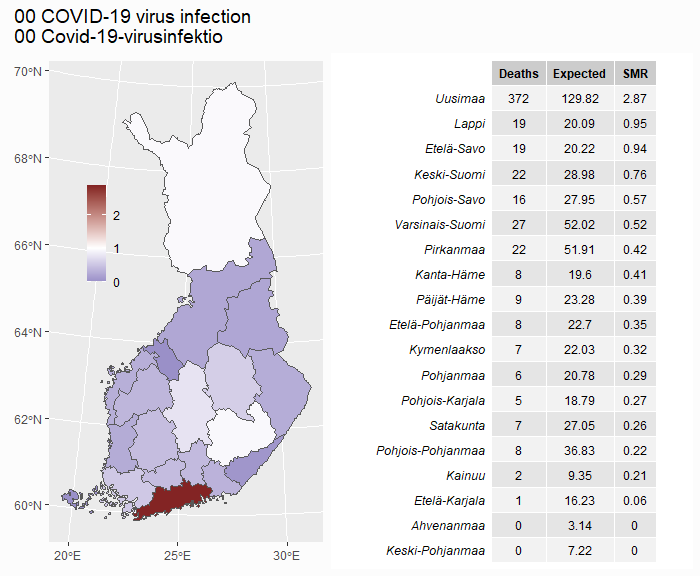 00 COVID-19 virus infection
00 Covid-19-virusinfektio
70°N
68°N
66°N
64°N
62°N
60°N
20°E 25°E 30°E
2
1
0
Deaths Expected SMR
Uusimaa 372 129.82 2.87
Lappi 19 20.09 0.95
Etelä-Savo 19 20.22 0.94
Keski-Suomi 22 28.98 0.76
Pohjois-Savo 16 27.95 0.57
Varsinais-Suomi 27 52.02 0.52
Pirkanmaa 22 51.91 0.42
Kanta-Häme 8 19.6 0.41
Päijät-Häme 9 23.28 0.39
Etelä-Pohjanmaa 8 22.7 0.35
Kymenlaakso 7 22.03 0.32
Pohjanmaa 6 20.78 0.29
Pohjois-Karjala 5 18.79 0.27
Satakunta 7 27.05 0.26
Pohjois-Pohjanmaa 8 36.83 0.22
Kainuu 2 9.35 0.21
Etelä-Karjala 1 16.23 0.06
Ahvenanmaa 0 3.14 0
Keski-Pohjanmaa 0 7.22 0